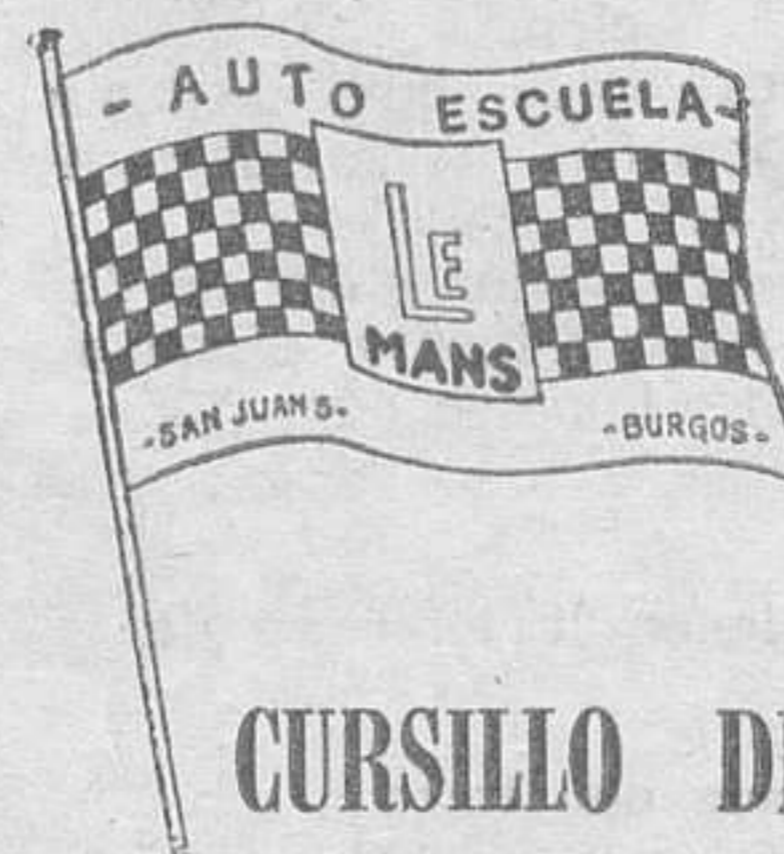 - AUTO ESCUELA-
LE
MANS
-SAN JUAN 5.
-BURGOS-
CURSILLO